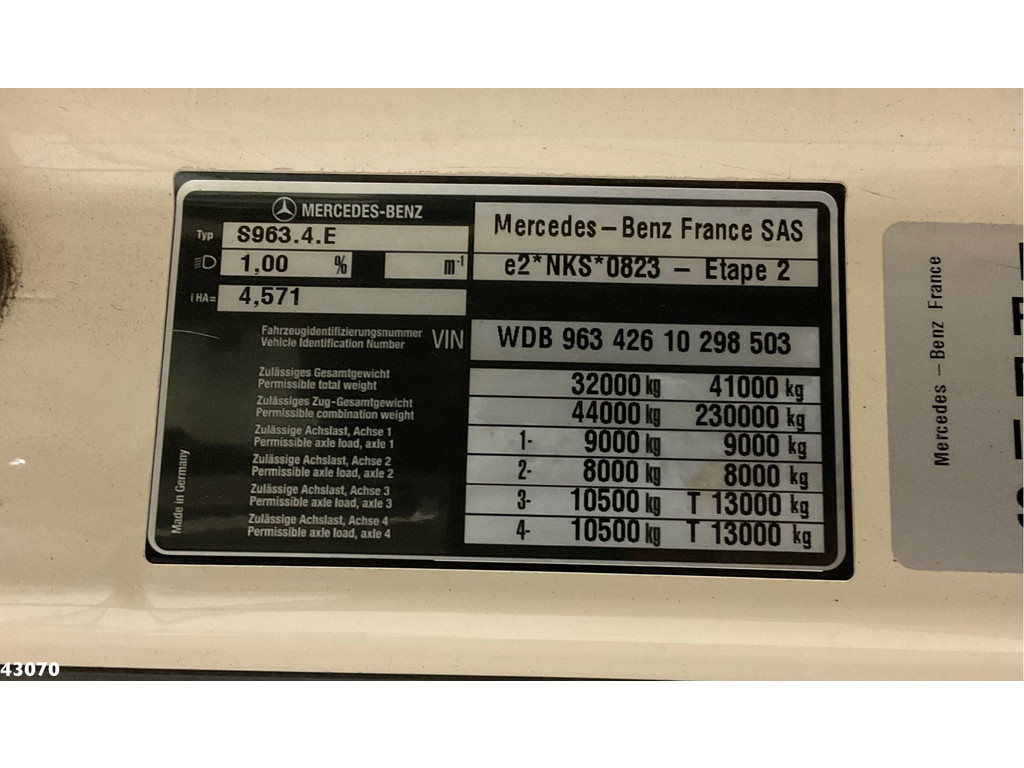 MERCEDES-BENZ
Typ S963.4.E
1,00 % m-1
i HA= 4,571
Mercedes-Benz France SAS
e2*NKS*0823 - Etape 2
Fahrzeugidentifizierungsnummer
Vehicle Identification Number
VIN WDB 963 426 10 298 503
Zulässiges Gesamtgewicht
Permissible total weight
32000 kg 41000 kg
Zulässiges Zug-Gesamtgewicht
Permissible combination weight
44000 kg 230000 kg
Zulässige Achslast, Achse 1
Permissible axle load, axle 1
1- 9000 kg 9000 kg
Zulässige Achslast, Achse 2
Permissible axle load, axle 2
2- 8000 kg 8000 kg
Zulässige Achslast, Achse 3
Permissible axle load, axle 3
3- 10500 kg T 13000 kg
Zulässige Achslast, Achse 4
Permissible axle load, axle 4
4- 10500 kg T 13000 kg
Made in Germany
Mercedes - Benz France
43070